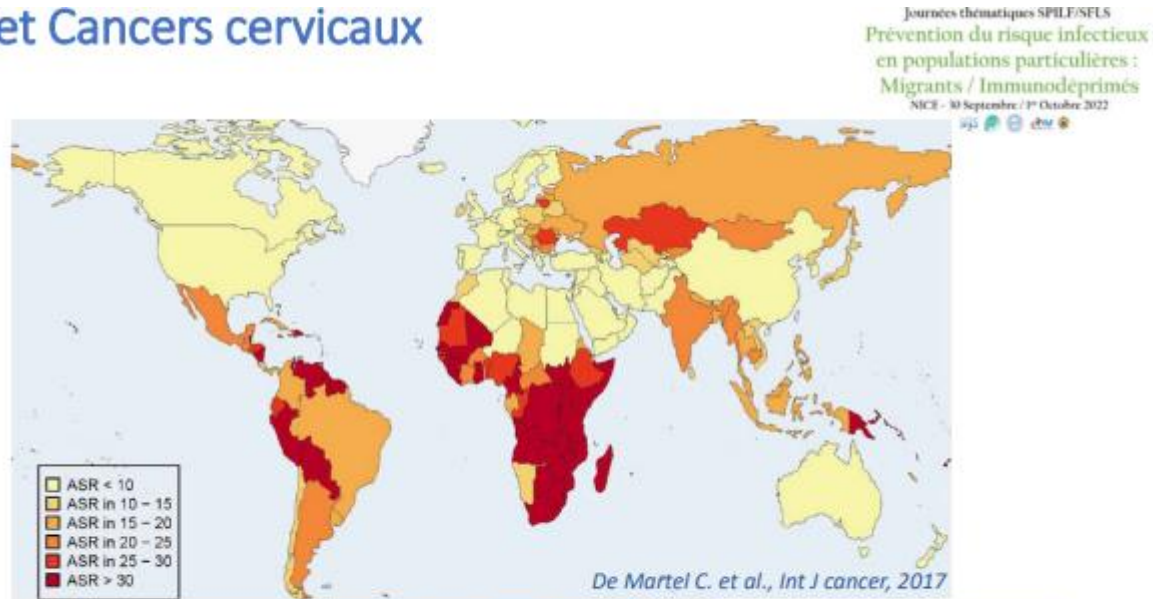 et Cancers cervicaux
Journées thématiques SPILF/SFLS
Prévention du risque infectieux
en populations particulières :
Migrants / Immunodéprimés
NICE - 30 Septembre / 1er Octobre 2022
ASR < 10
ASR in 10 – 15
ASR in 15 – 20
ASR in 20 – 25
ASR in 25 – 30
ASR > 30
De Martel C. et al., Int J cancer, 2017